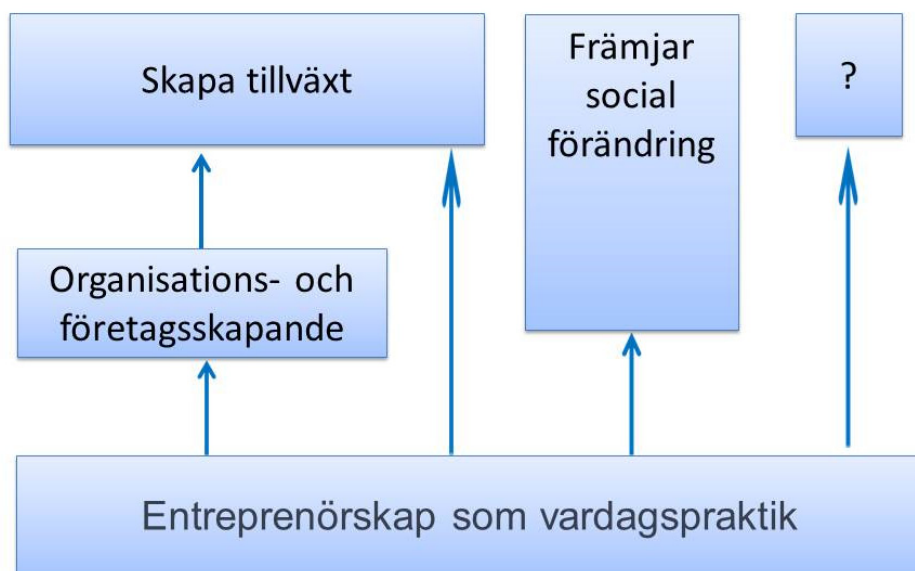 Skapa tillväxt
Främjar
social
förändring
?
Organisations- och
företagsskapande
Entreprenörskap som vardagspraktik